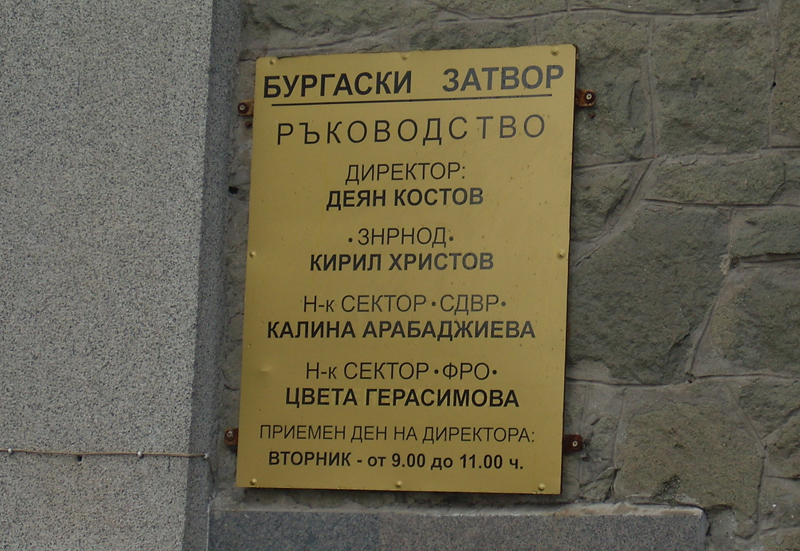 БУРГАСКИ ЗАТВОР
РЪКОВОДСТВО
ДИРЕКТОР:
ДЕЯН КОСТОВ
•ЗНРНОД•
КИРИЛ ХРИСТОВ
Н-к СЕКТОР •СДВР•
КАЛИНА АРАБАДЖИЕВА
Н-к СЕКТОР •ФРО•
ЦВЕТА ГЕРАСИМОВА
ПРИЕМЕН ДЕН НА ДИРЕКТОРА:
ВТОРНИК - от 9.00 до 11.00 ч.